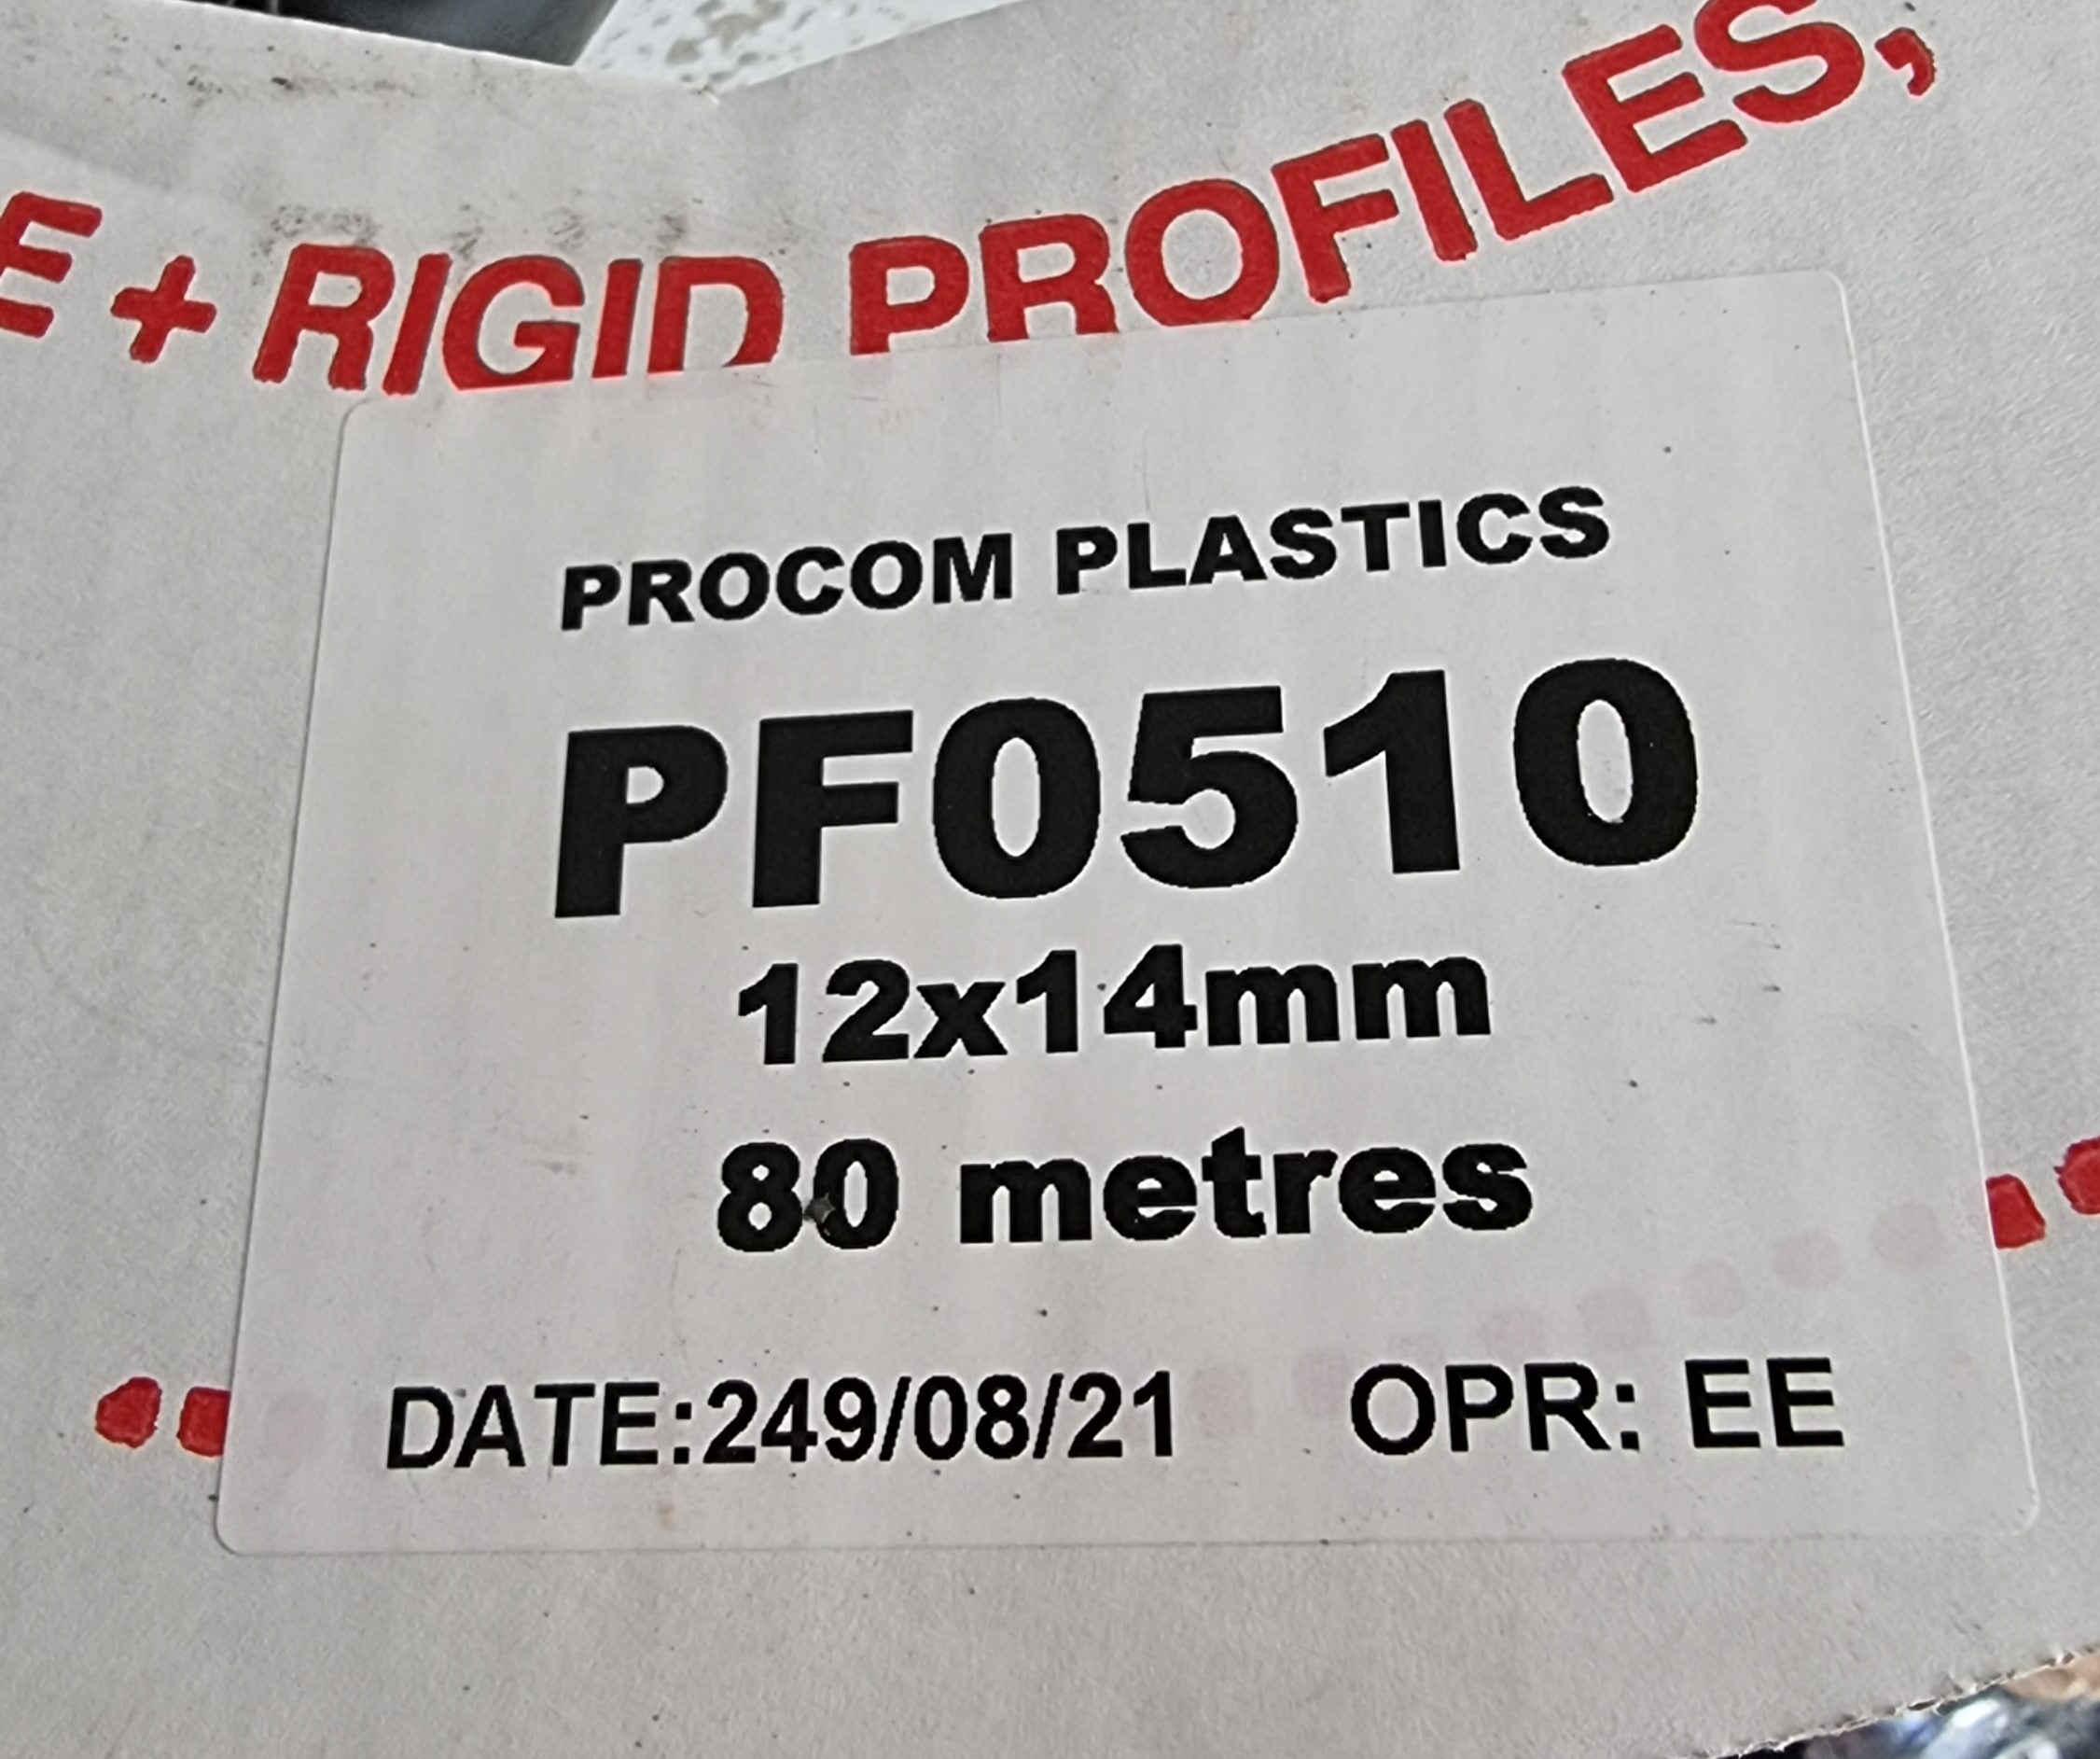 E + RIGID PROFILES,
PROCOM PLASTICS
PF0510
12x14mm
80 metres
DATE:249/08/21 OPR: EE